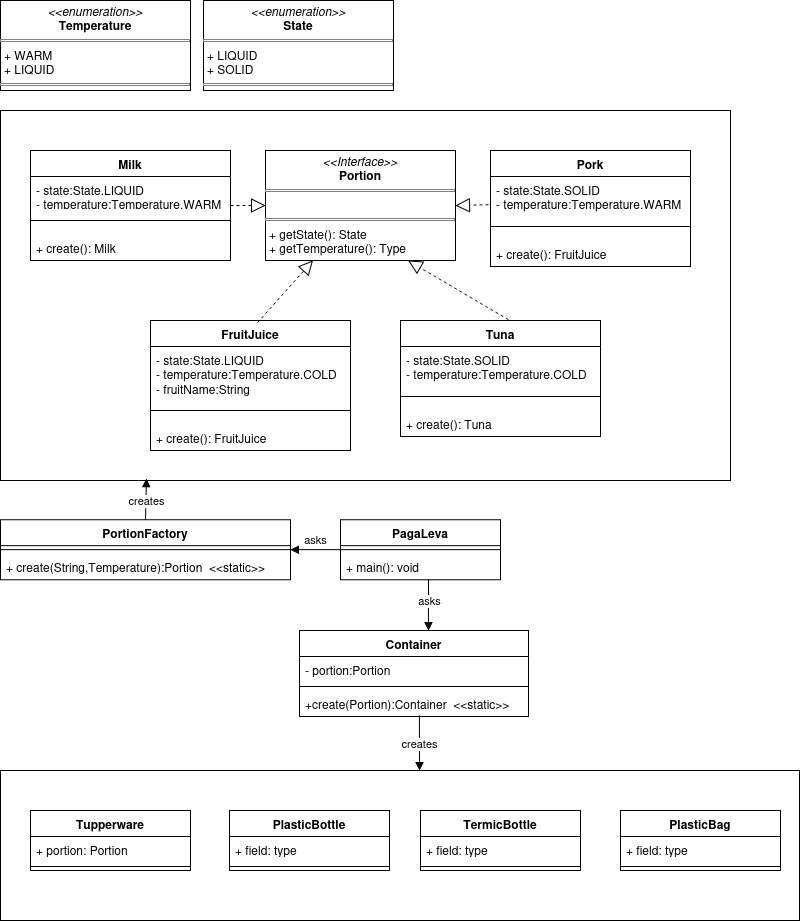 <<enumeration>>
Temperature
+ WARM
+ LIQUID
<<enumeration>>
State
+ LIQUID
+ SOLID
Milk
- state:State.LIQUID
- temperature:Temperature.WARM
+ create(): Milk
<<Interface>>
Portion
+ getState(): State
+ getTemperature(): Type
Pork
- state:State.SOLID
- temperature:Temperature.WARM
+ create(): FruitJuice
FruitJuice
- state:State.LIQUID
- temperature:Temperature.COLD
- fruitName:String
+ create(): FruitJuice
Tuna
- state:State.SOLID
- temperature:Temperature.COLD
+ create(): Tuna
creates
PortionFactory
+ create(String,Temperature):Portion <<static>>
asks
PagaLeva
+ main(): void
asks
Container
- portion:Portion
+create(Portion):Container <<static>>
creates
Tupperware
+ portion: Portion
PlasticBottle
+ field: type
TermicBottle
+ field: type
PlasticBag
+ field: type